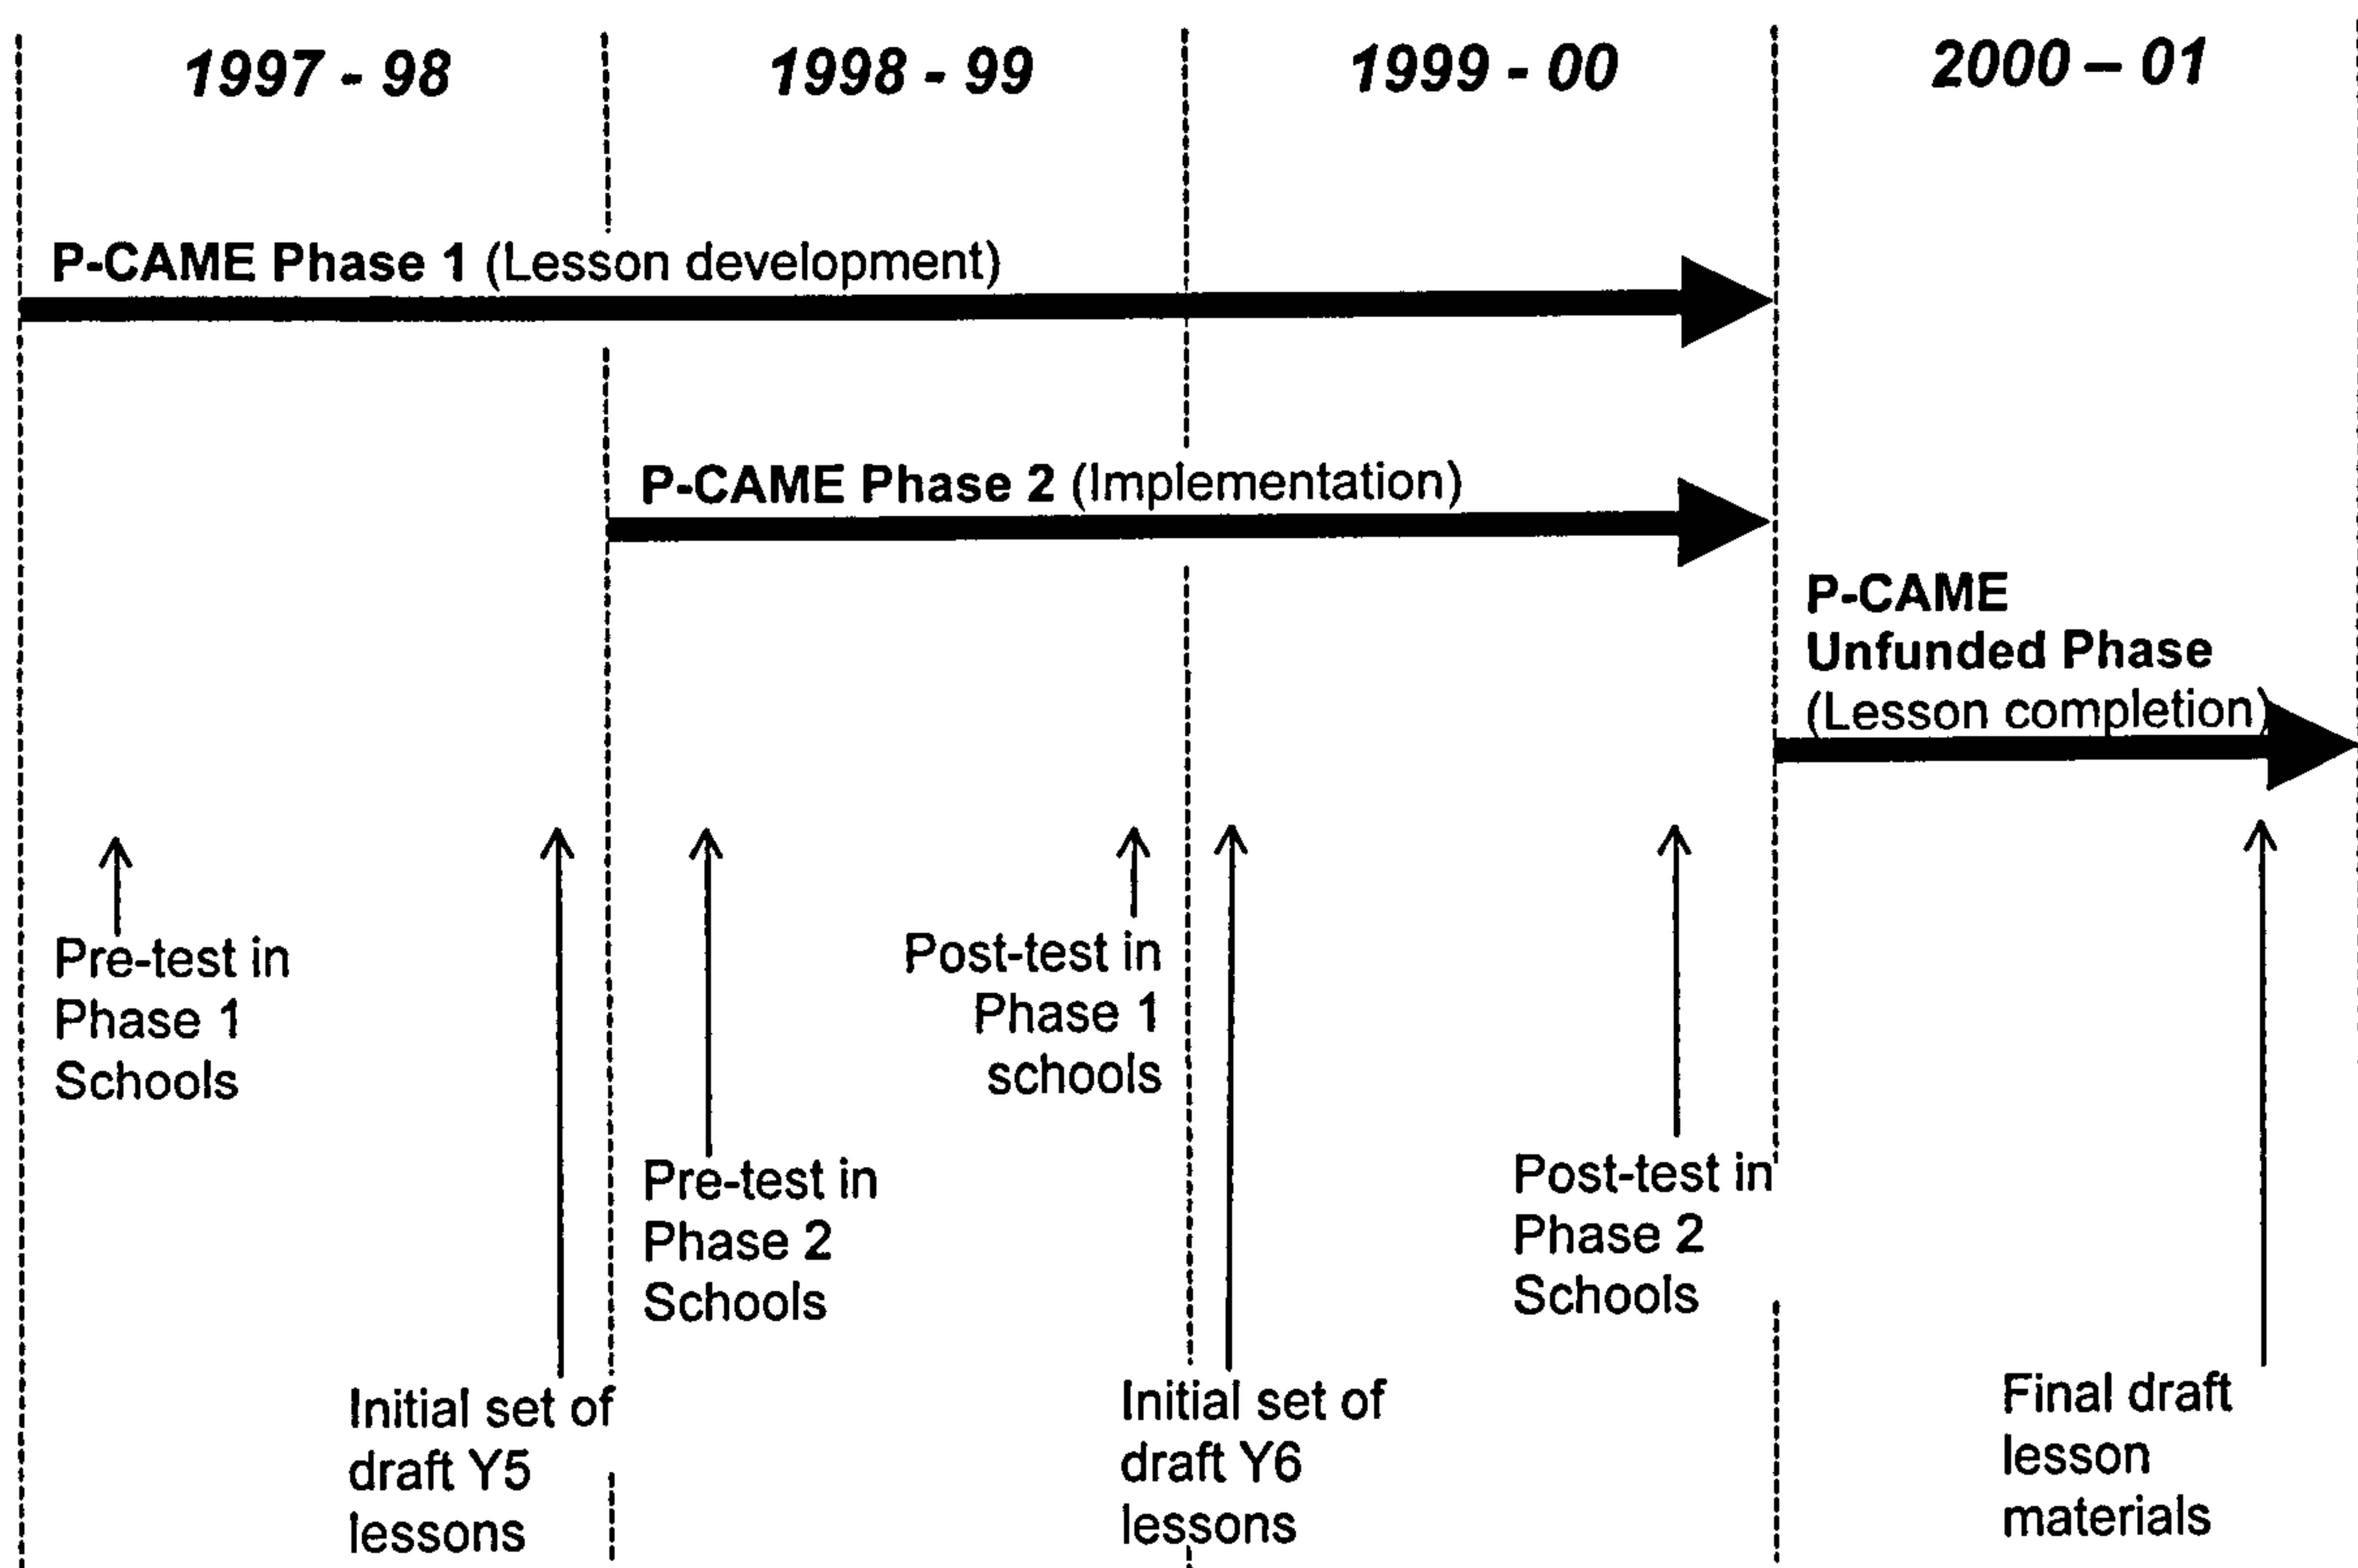 1997 - 98
1998 - 99
1999 - 00
2000 – 01
P-CAME Phase 1 (Lesson development)
P-CAME Phase 2 (Implementation)
P-CAME
Unfunded Phase
(Lesson completion)
Pre-test in
Phase 1
Schools
Initial set of
draft Y5
lessons
Pre-test in
Phase 2
Schools
Post-test in
Phase 1
schools
Initial set of
draft Y6
lessons
Post-test in
Phase 2
Schools
Final draft
lesson
materials